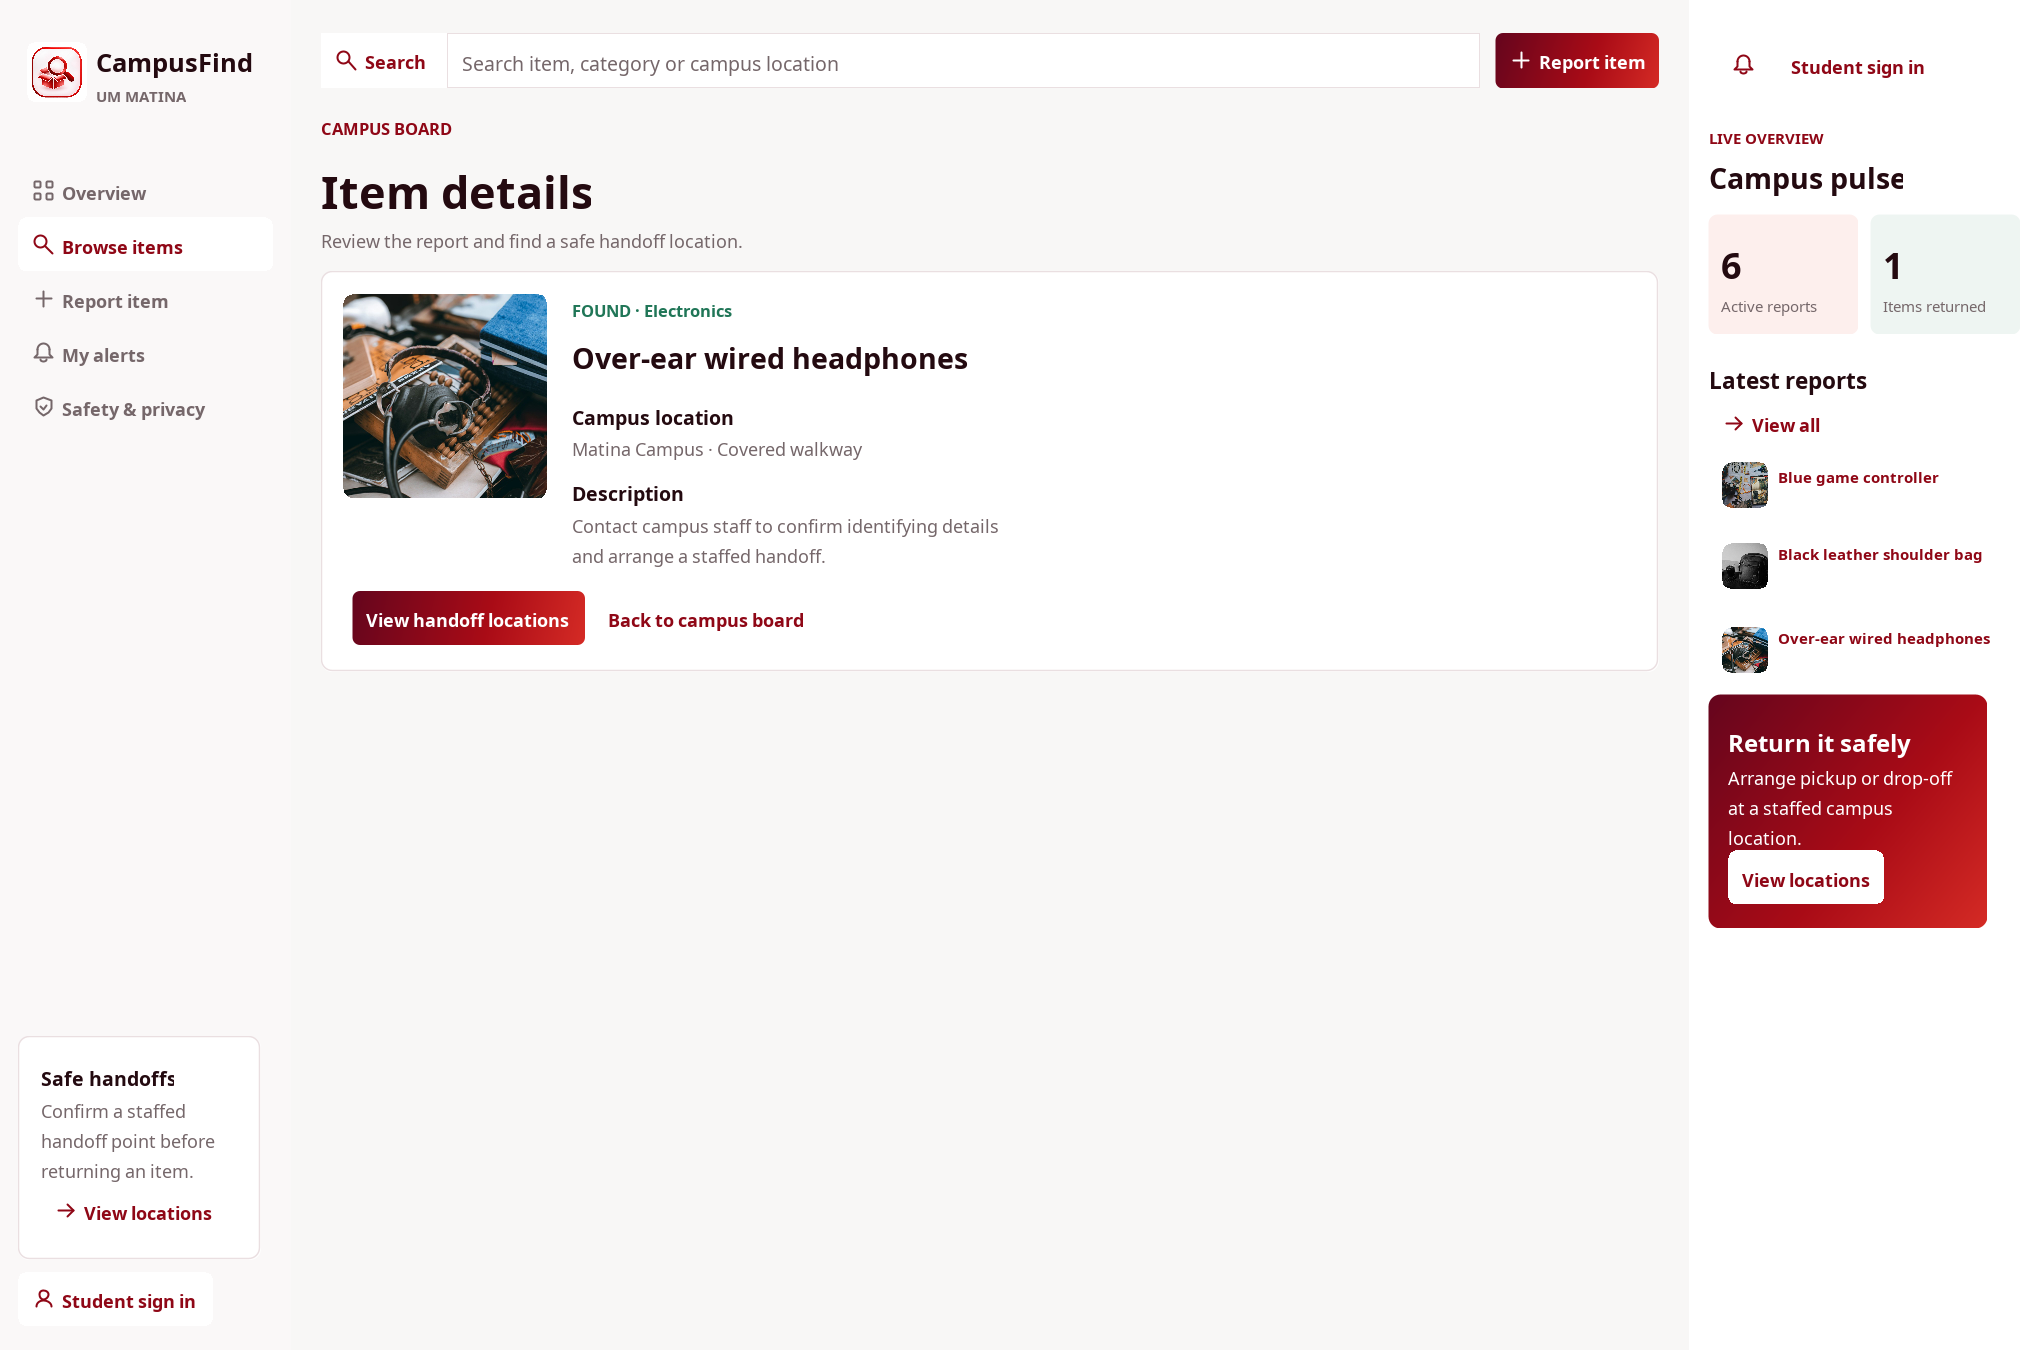 CampusFind
UM MATINA
Overview
Browse items
Report item
My alerts
Safety & privacy
Safe handoffs
Confirm a staffed
handoff point before
returning an item.
View locations
Student sign in
Search
Search item, category or campus location
Report item
CAMPUS BOARD
Item details
Review the report and find a safe handoff location.
FOUND · Electronics
Over-ear wired headphones
Campus location
Matina Campus · Covered walkway
Description
Contact campus staff to confirm identifying details
and arrange a staffed handoff.
View handoff locations
Back to campus board
Student sign in
LIVE OVERVIEW
Campus pulse
6
Active reports
1
Items returned
Latest reports
View all
Blue game controller
Black leather shoulder bag
Over-ear wired headphones
Return it safely
Arrange pickup or drop-off
at a staffed campus
location.
View locations